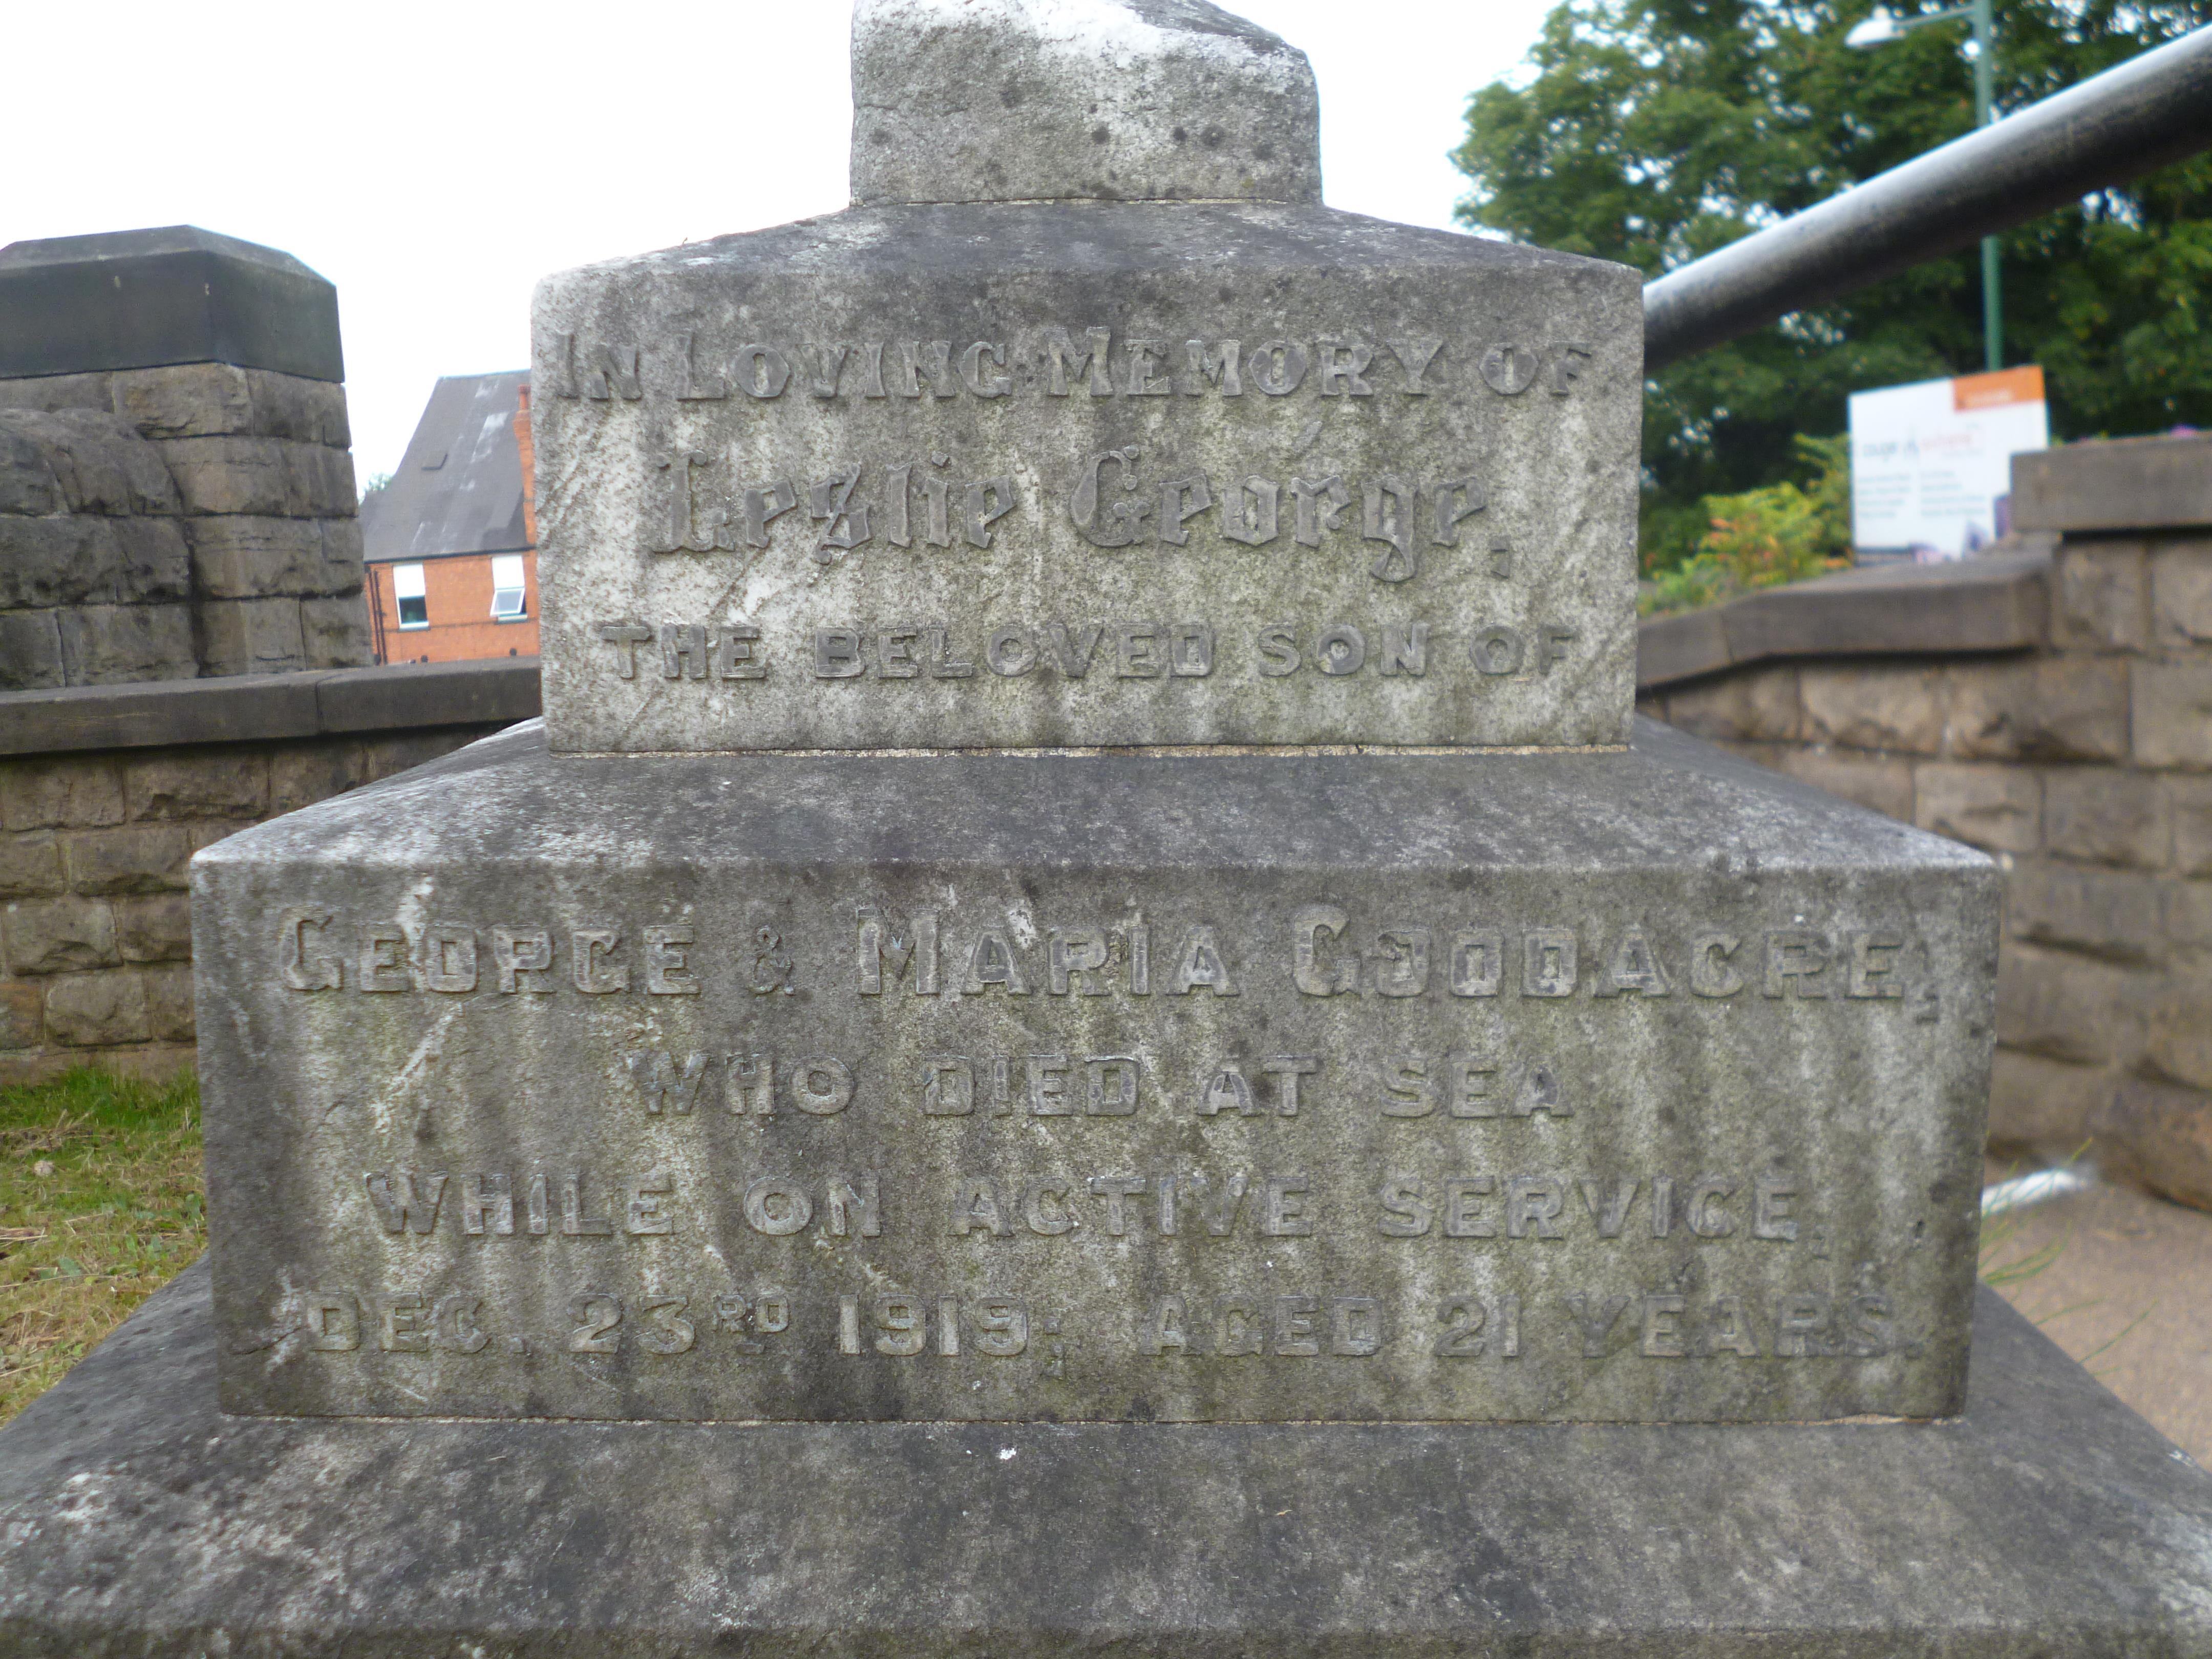 In Loving Memory of
Leslie George,
THE BELOVED SON OF
GEORGE & MARIA GOODACRE,
WHO DIED AT SEA
WHILE ON ACTIVE SERVICE,
DEC. 23RD 1919; AGED 21 YEARS.